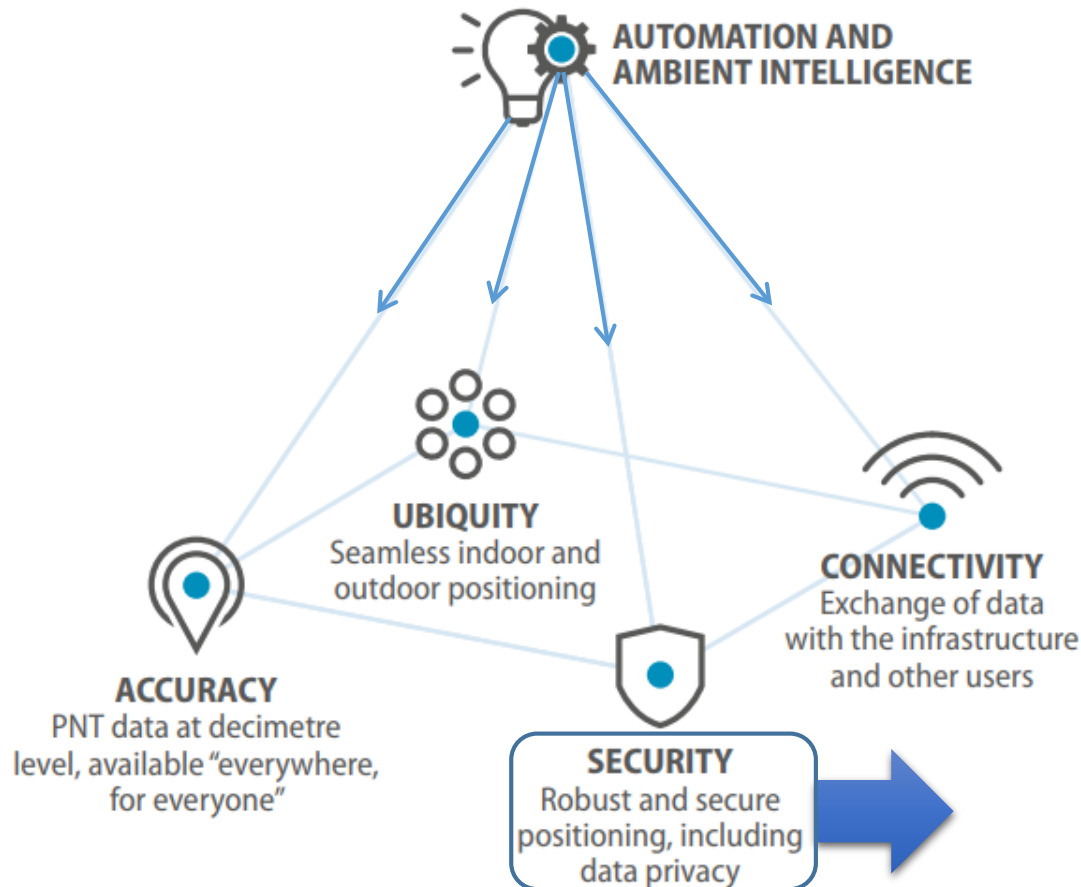 AUTOMATION AND
AMBIENT INTELLIGENCE
UBIQUITY
Seamless indoor and
outdoor positioning
CONNECTIVITY
Exchange of data
with the infrastructure
and other users
ACCURACY
PNT data at decimetre
level, available “everywhere,
for everyone”
SECURITY
Robust and secure
positioning, including
data privacy